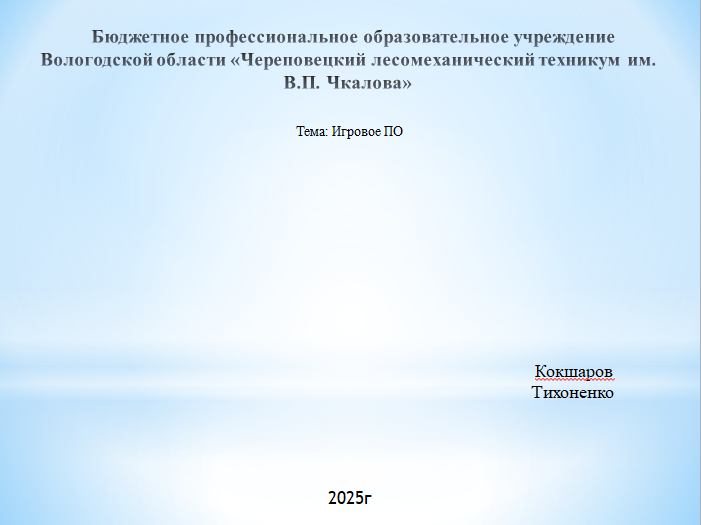 Бюджетное профессиональное образовательное учреждение
Вологодской области «Череповецкий лесомеханический техникум им.
В.П. Чкалова»
Тема: Игровое ПО
Кокшаров
Тихоненко
2025г